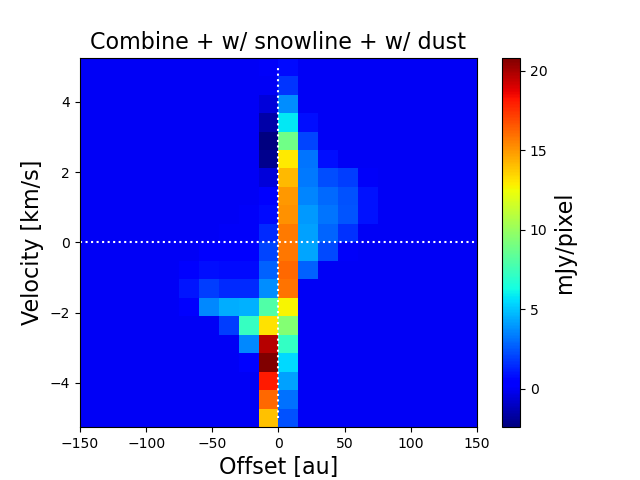 Combine + w/ snowline + w/ dust
Velocity [km/s]
4
2
0
−2
−4
−150 −100 −50 0 50 100 150
Offset [au]
20
15
10
5
0
mJy/pixel